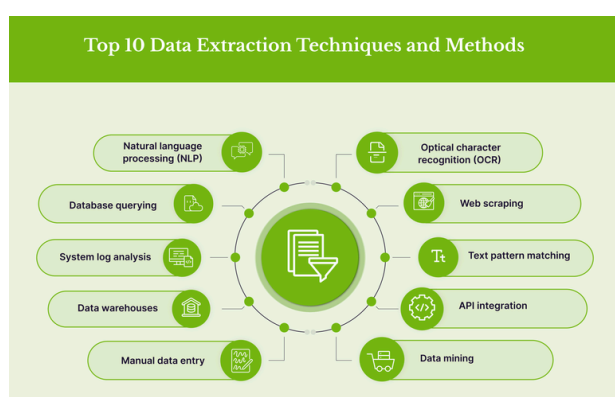 Top 10 Data Extraction Techniques and Methods
Natural language
processing (NLP)
Optical character
recognition (OCR)
Database querying
Web scraping
System log analysis
Tt
Text pattern matching
Data warehouses
API integration
Manual data entry
Data mining